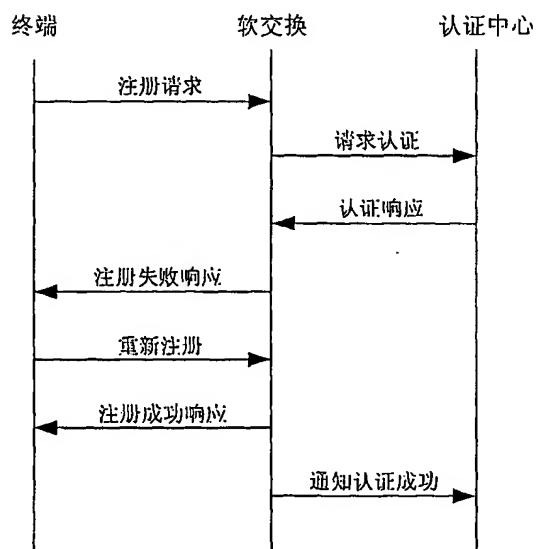 终端
软交换
认证中心
注册请求
请求认证
认证响应
注册失败响应
重新注册
注册成功响应
通知认证成功